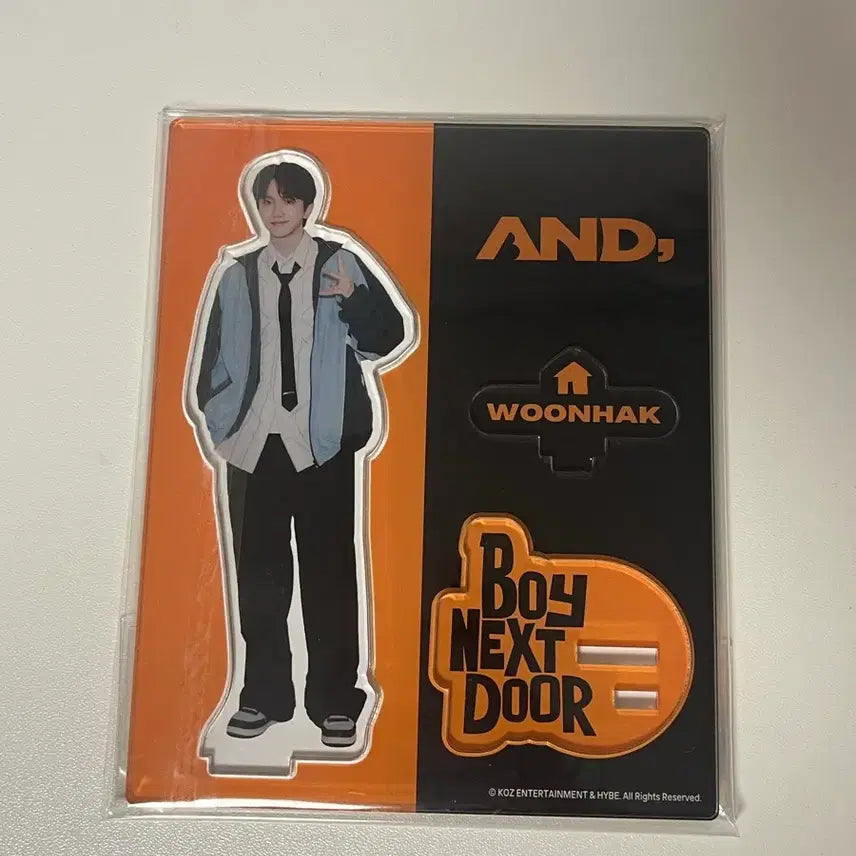 AND,
WOONHAK
BOY
NEXT
DOOR
© KOZ ENTERTAINMENT & HYBE. All Rights Reserved.